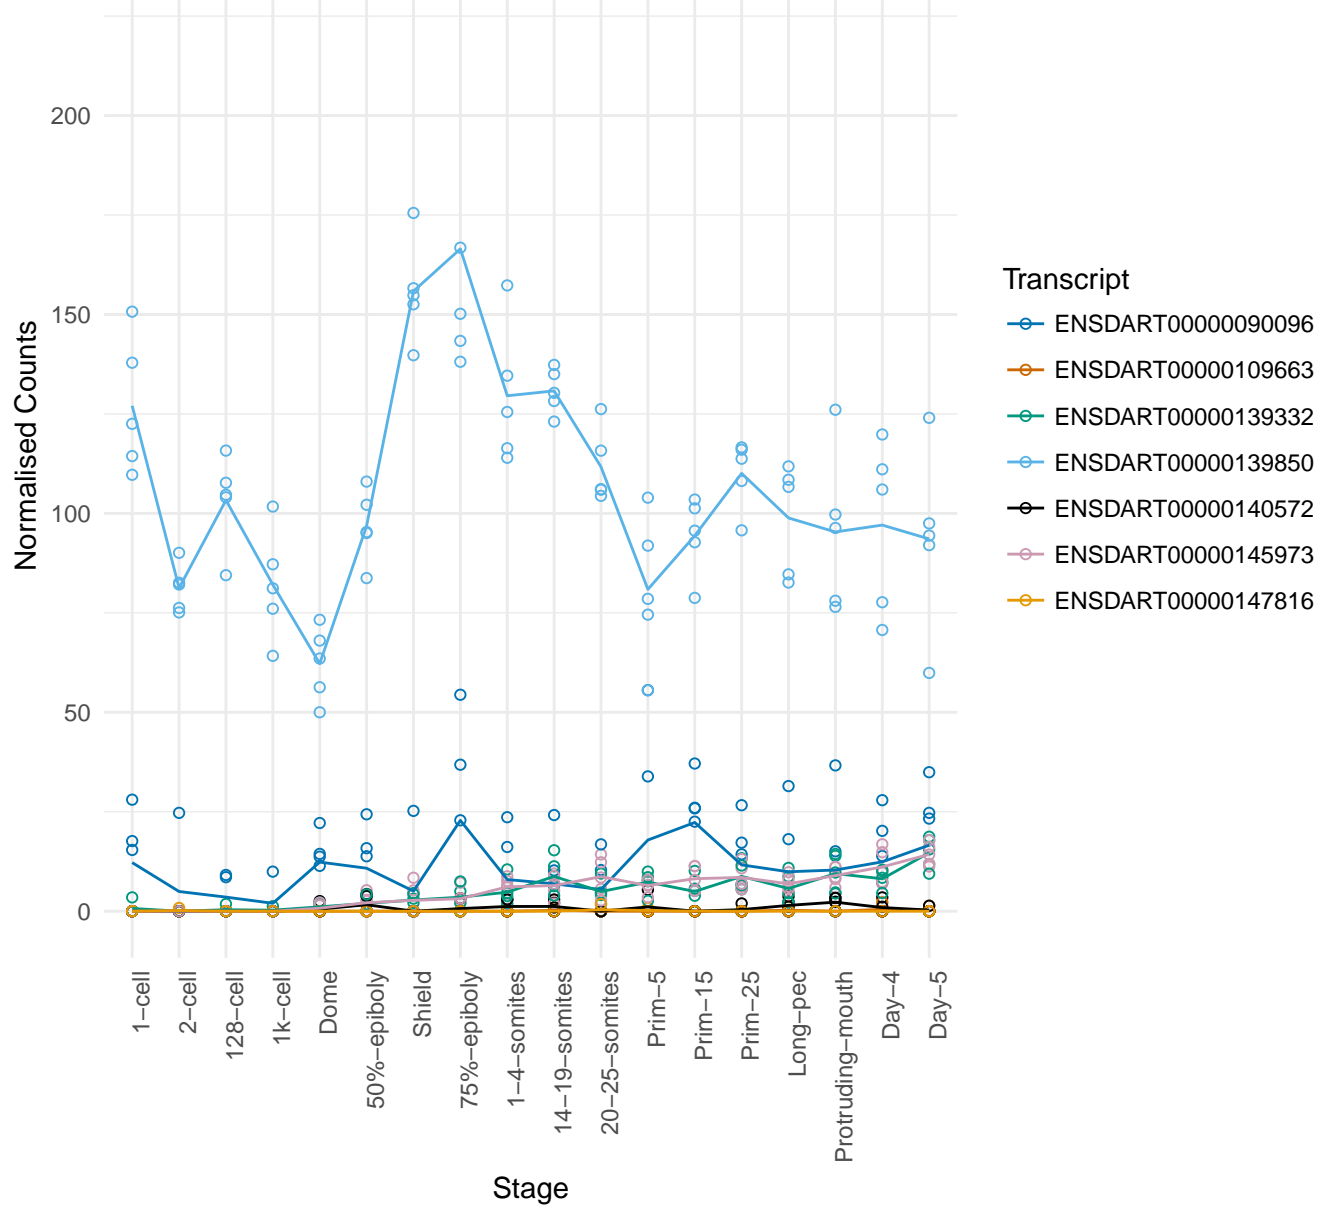 200
150
100
50
0
Normalised Counts
1−cell
2−cell
128−cell
1k−cell
Dome
50%−epiboly
Shield
75%−epiboly
1−4−somites
14−19−somites
20−25−somites
Prim−5
Prim−15
Prim−25
Long−pec
Protruding−mouth
Day−4
Day−5
Stage
Transcript
ENSDART00000090096
ENSDART00000109663
ENSDART00000139332
ENSDART00000139850
ENSDART00000140572
ENSDART00000145973
ENSDART00000147816